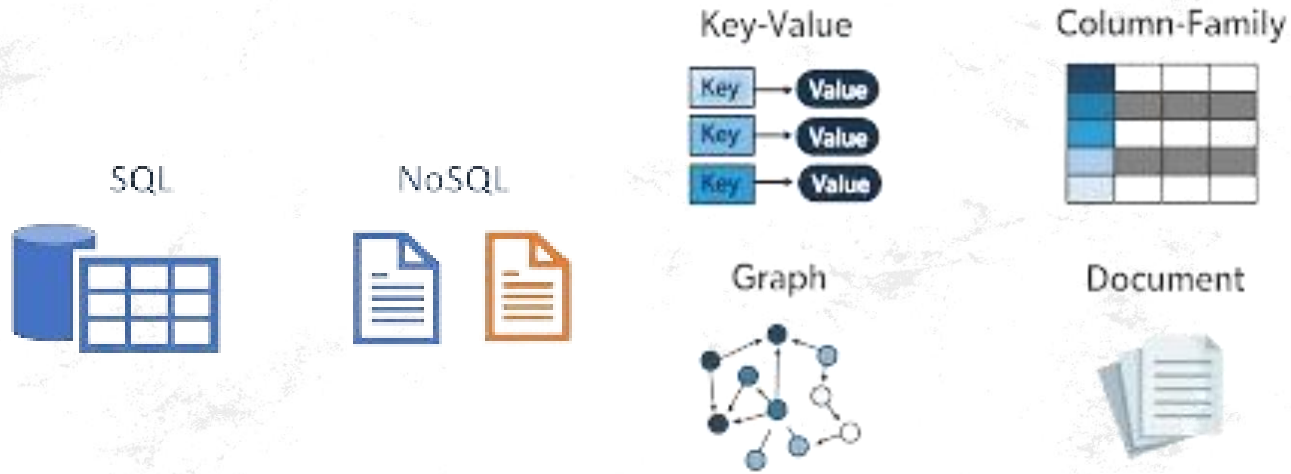 SQL
NoSQL
Key-Value
Key
Value
Key
Value
Key
Value
Column-Family
Graph
Document